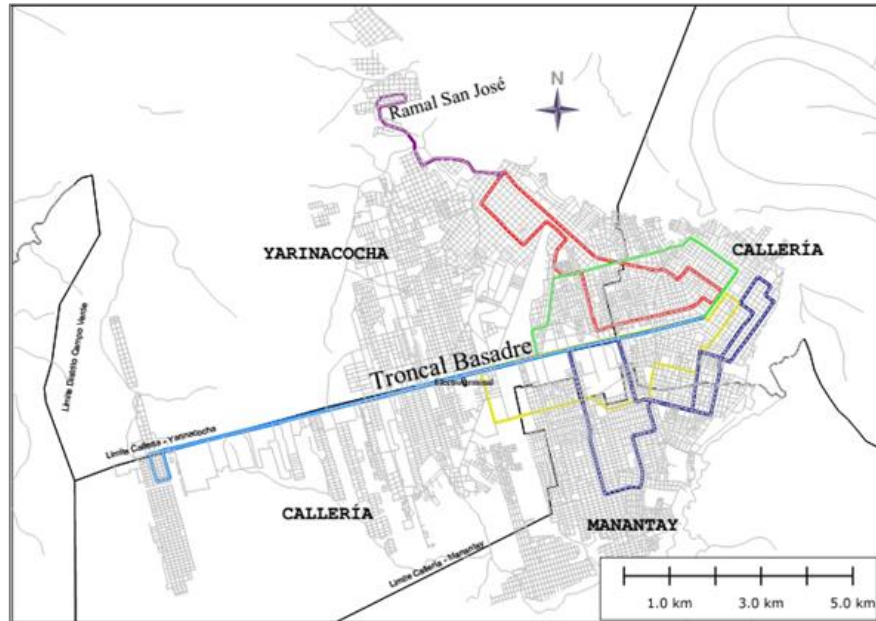 N
Ramal San José
YARINACOCHA
CALLERÍA
Troncal Basadre
Límite Distrito Campo Verde
Límite Callería - Yarinacocha
CALLERÍA
MANANTAY
Límite Callería - Manantay
1.0 km 3.0 km 5.0 km